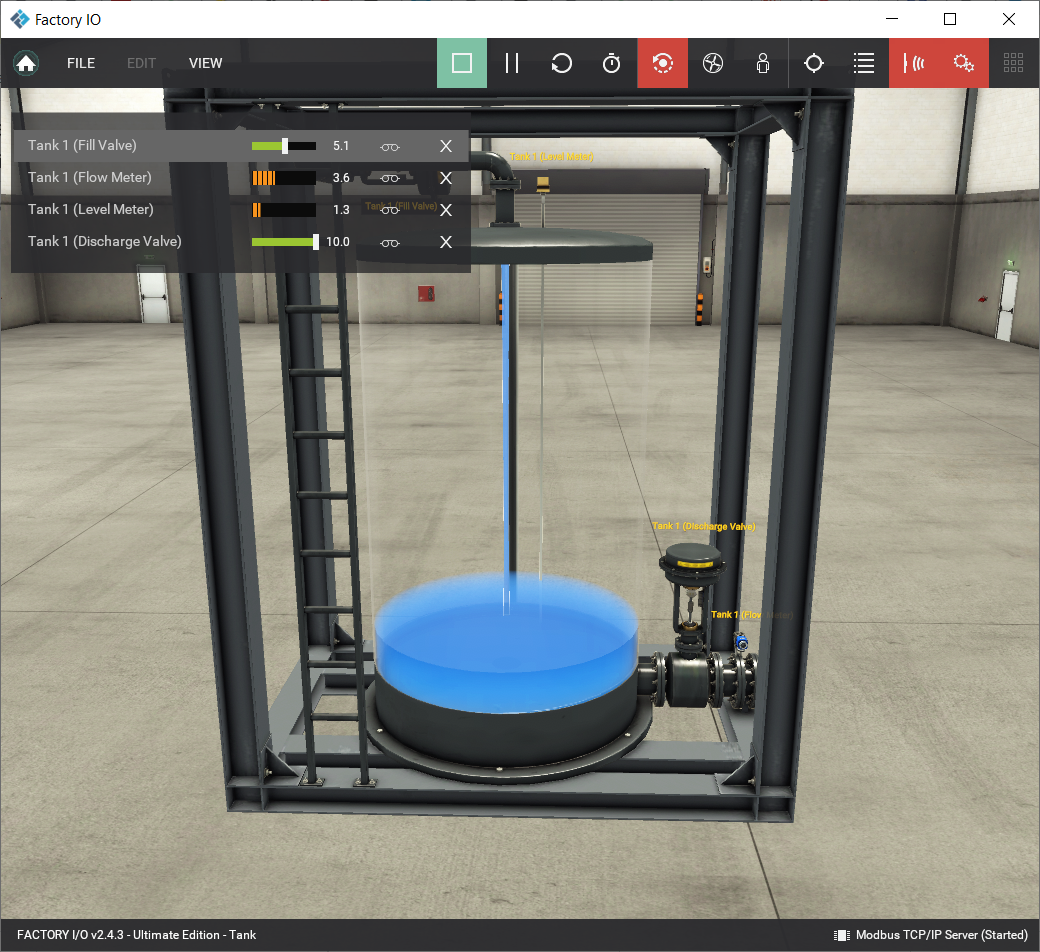 Factory IO
FILE EDIT VIEW
Tank 1 (Fill Valve) 5.1 X
Tank 1 (Flow Meter) 3.6 X
Tank 1 (Level Meter) 1.3 X
Tank 1 (Discharge Valve) 10.0 X
Tank 1 (Level Meter)
Tank 1 (Fill Valve)
Tank 1 (Discharge Valve)
Tank 1 (Flow Meter)
FACTORY I/O v2.4.3 - Ultimate Edition - Tank
Modbus TCP/IP Server (Started)